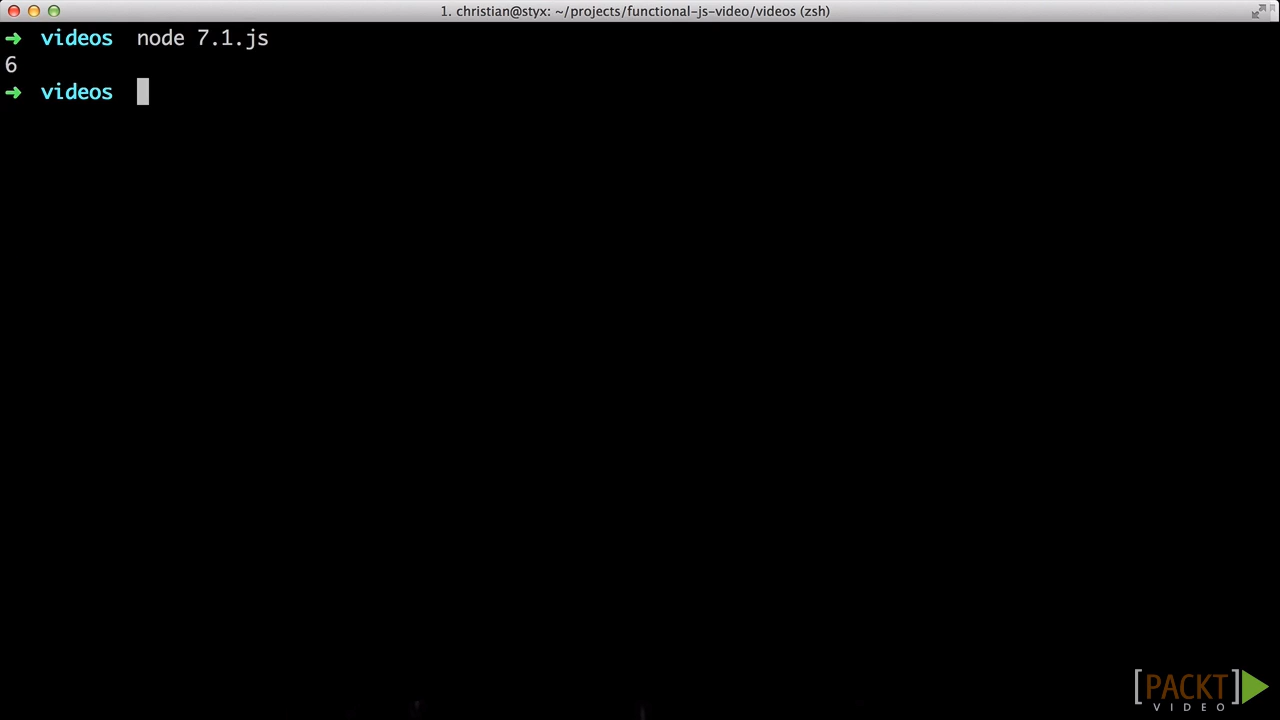 1. christian@styx: ~/projects/functional-js-video/videos (zsh)
➜ videos node 7.1.js
6
➜ videos
[PACKT]
VIDEO